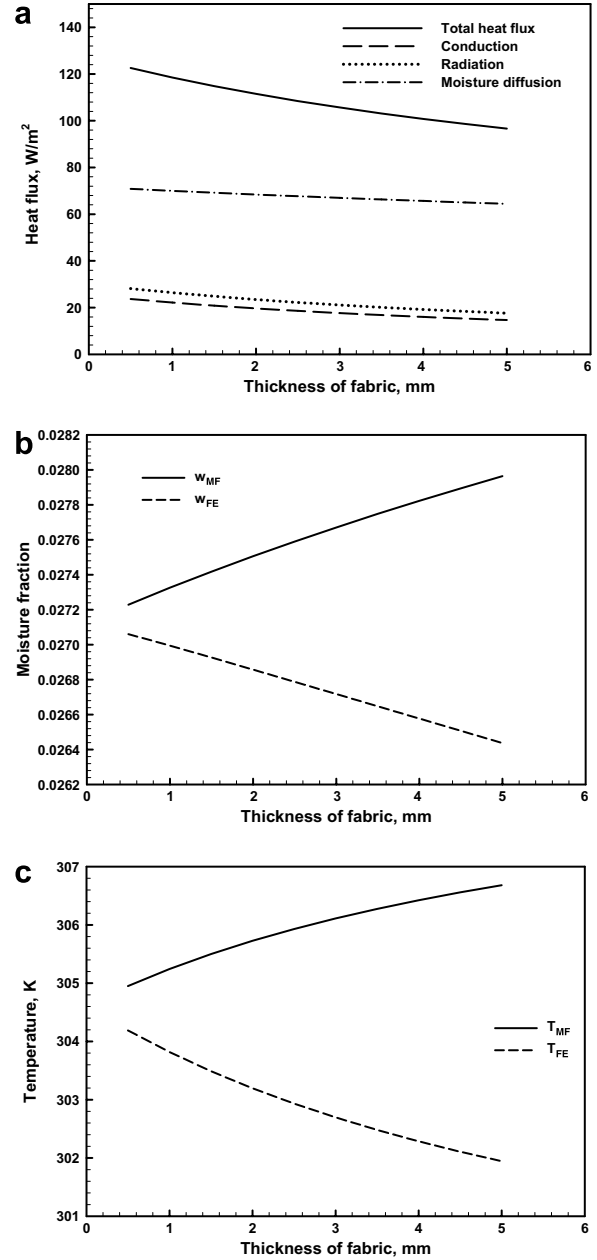 a
140
120
100
80
60
40
20
0
Heat flux, W/m²
Total heat flux
Conduction
Radiation
Moisture diffusion
0 1 2 3 4 5 6
Thickness of fabric, mm
b
0.0282
0.0280
0.0278
0.0276
0.0274
0.0272
0.0270
0.0268
0.0266
0.0264
0.0262
Moisture fraction
w_MF
w_FE
0 1 2 3 4 5 6
Thickness of fabric, mm
c
307
306
305
304
303
302
301
Temperature, K
T_MF
T_FE
0 1 2 3 4 5 6
Thickness of fabric, mm